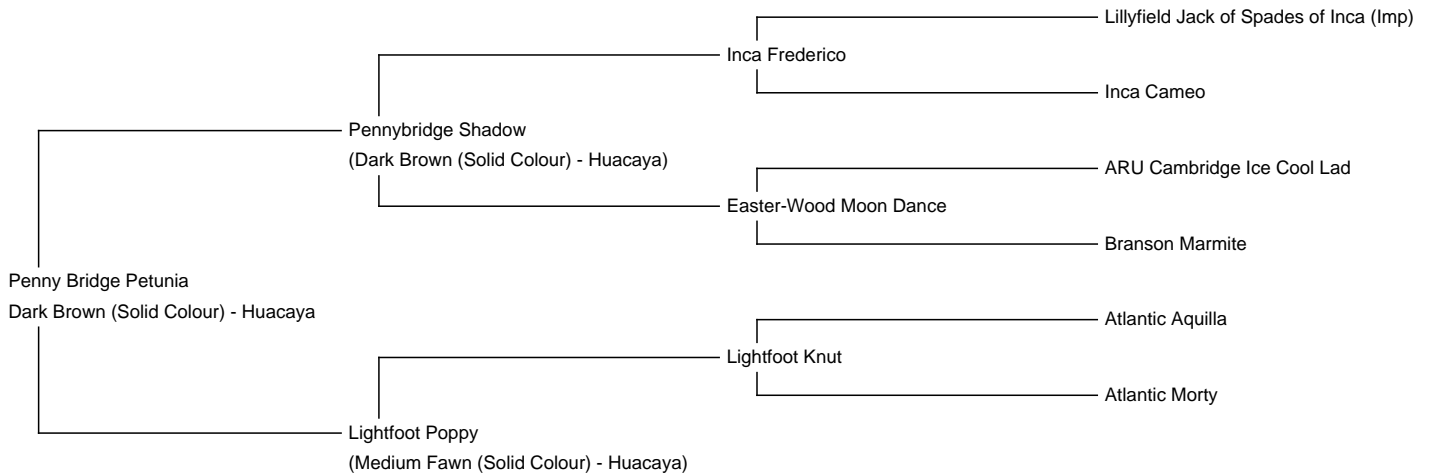 Lillyfield Jack of Spades of Inca (Imp)
Inca Frederico
Inca Cameo
Pennybridge Shadow
(Dark Brown (Solid Colour) - Huacaya)
ARU Cambridge Ice Cool Lad
Easter-Wood Moon Dance
Branson Marmite
Penny Bridge Petunia
Dark Brown (Solid Colour) - Huacaya
Atlantic Aquilla
Lightfoot Knut
Atlantic Morty
Lightfoot Poppy
(Medium Fawn (Solid Colour) - Huacaya)